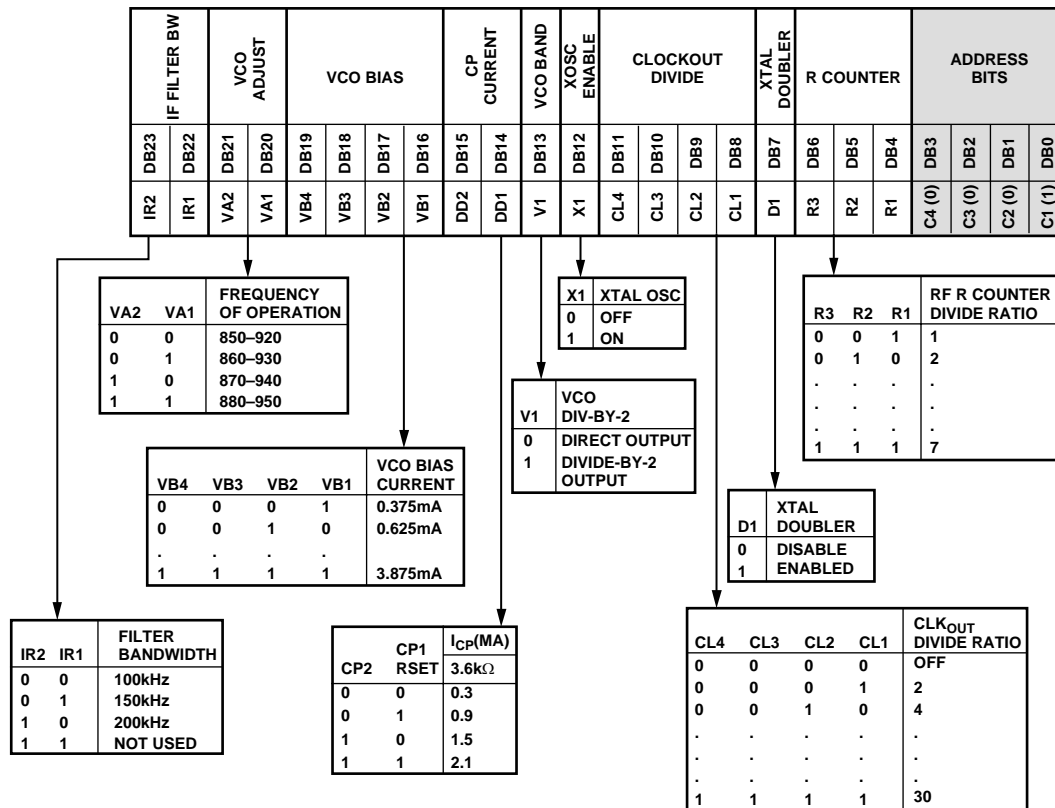 IF FILTER BW
VCO ADJUST
VCO BIAS
CP CURRENT
VCO BAND
XOSC ENABLE
CLOCKOUT DIVIDE
XTAL DOUBLER
R COUNTER
ADDRESS BITS
DB23 DB22 DB21 DB20 DB19 DB18 DB17 DB16 DB15 DB14 DB13 DB12 DB11 DB10 DB9 DB8 DB7 DB6 DB5 DB4 DB3 DB2 DB1 DB0
IR2 IR1 VA2 VA1 VB4 VB3 VB2 VB1 DD2 DD1 V1 X1 CL4 CL3 CL2 CL1 D1 R3 R2 R1 C4 (0) C3 (0) C2 (0) C1 (1)
VA2 VA1 FREQUENCY OF OPERATION
0 0 850–920
0 1 860–930
1 0 870–940
1 1 880–950
X1 XTAL OSC
0 OFF
1 ON
R3 R2 R1 RF R COUNTER DIVIDE RATIO
0 0 1 1
0 1 0 2
. . . .
. . . .
. . . .
1 1 1 7
V1 VCO DIV-BY-2
0 DIRECT OUTPUT
1 DIVIDE-BY-2 OUTPUT
VB4 VB3 VB2 VB1 VCO BIAS CURRENT
0 0 0 1 0.375mA
0 0 1 0 0.625mA
. . . .
1 1 1 1 3.875mA
D1 XTAL DOUBLER
0 DISABLE
1 ENABLED
IR2 IR1 FILTER BANDWIDTH
0 0 100kHz
0 1 150kHz
1 0 200kHz
1 1 NOT USED
CP2 CP1 RSET ICP(MA) 3.6kΩ
0 0 0.3
0 1 0.9
1 0 1.5
1 1 2.1
CL4 CL3 CL2 CL1 CLKOUT DIVIDE RATIO
0 0 0 0 OFF
0 0 0 1 2
0 0 1 0 4
. . . . .
. . . . .
. . . . .
1 1 1 1 30